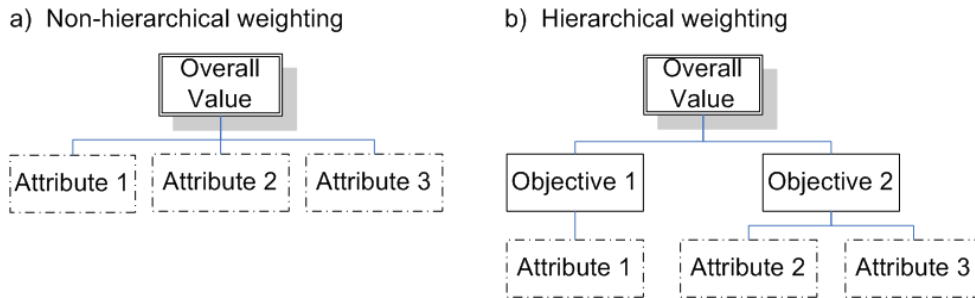 a) Non-hierarchical weighting
Overall
Value
Attribute 1
Attribute 2
Attribute 3
b) Hierarchical weighting
Overall
Value
Objective 1
Objective 2
Attribute 1
Attribute 2
Attribute 3